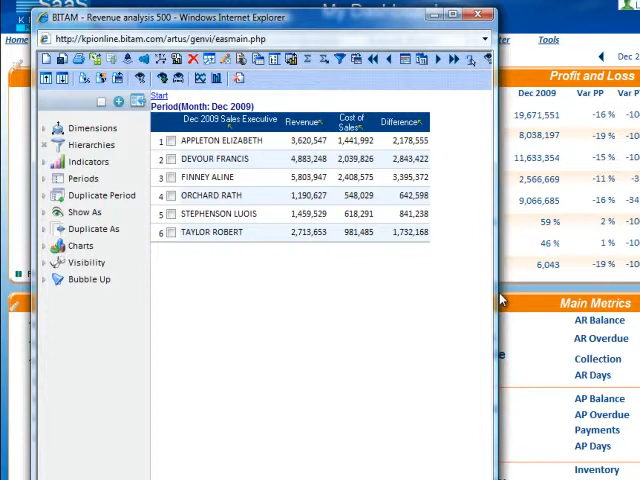 BITAM - Revenue analysis 500 - Windows Internet Explorer
http://kpionline.bitam.com/artus/genvi/easmain.php
Home
Tools
Dec 2
Start
Period(Month: Dec 2009)
Dec 2009 Sales Executive Revenue Cost of Sales Difference
1 APPLETON ELIZABETH 3,620,547 1,441,992 2,178,555
2 DEVOUR FRANCIS 4,883,248 2,039,826 2,843,422
3 FINNEY ALINE 5,803,947 2,408,575 3,395,372
4 ORCHARD RATH 1,190,627 548,029 642,598
5 STEPHENSON LUOIS 1,459,529 618,291 841,238
6 TAYLOR ROBERT 2,713,653 981,485 1,732,168
Dimensions
Hierarchies
Indicators
Periods
Duplicate Period
Show As
Duplicate As
Charts
Visibility
Bubble Up
Profit and Loss
Dec 2009 Var PP Var P
19,671,551 -16 % -10
8,038,197 -19 % -10
11,633,324 -15 % -10
2,566,669 -11 % -3
9,066,685 -16 % -10
59 % 2 %
46 % 1 %
6,043 -19 % -10
Main Metrics
AR Balance
AR Overdue
Collection
AR Days
AP Balance
AP Overdue
Payments
AP Days
Inventory